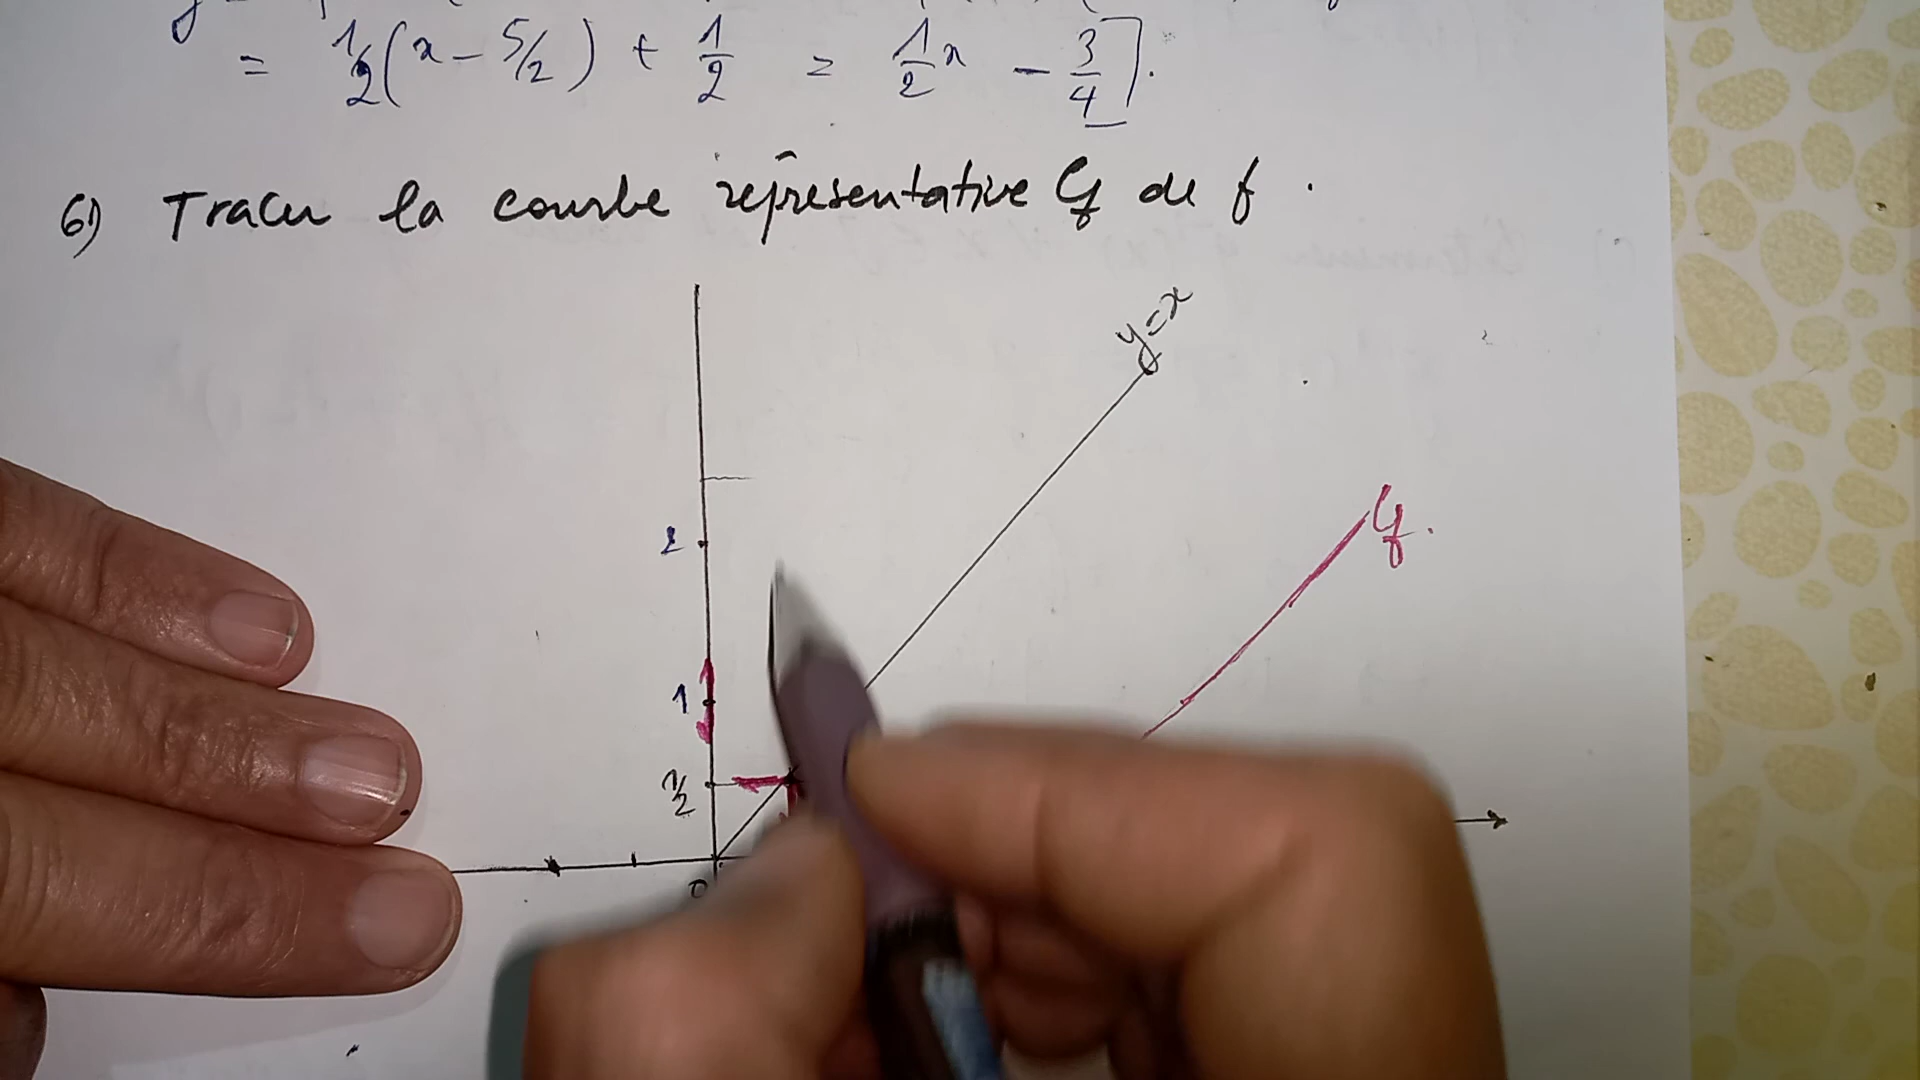 = 1/2(x - 5/2) + 1/2 = 1/2 x - 3/4].
6) Tracer la courbe représentative Cf de f.
y=x
Cf.
2
1
1/2
0